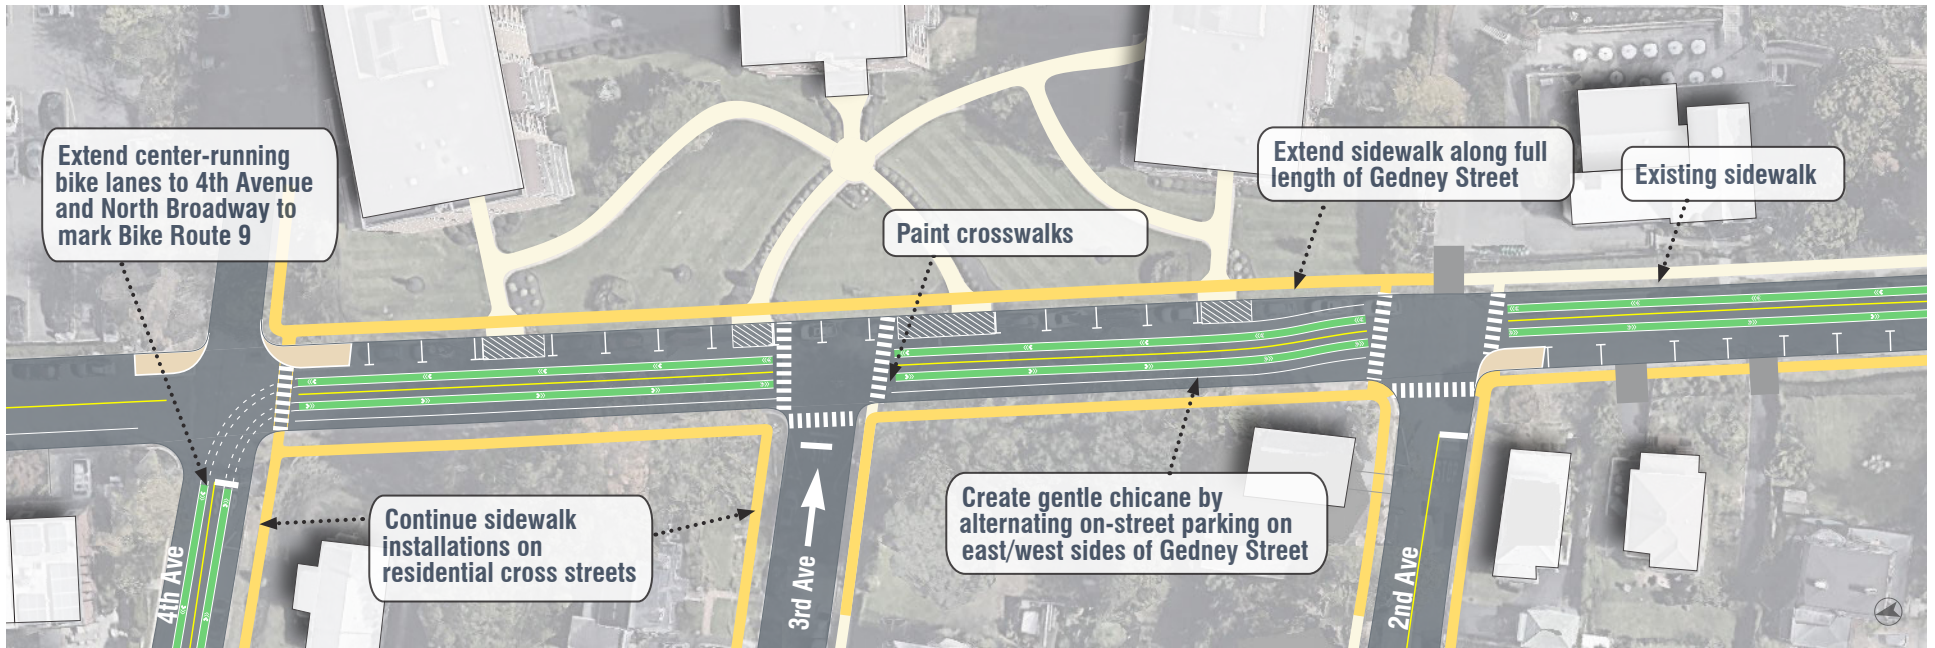 Extend center-running
bike lanes to 4th Avenue
and North Broadway to
mark Bike Route 9
Paint crosswalks
Extend sidewalk along full
length of Gedney Street
Existing sidewalk
Continue sidewalk
installations on
residential cross streets
Create gentle chicane by
alternating on-street parking on
east/west sides of Gedney Street
4th Ave
3rd Ave
2nd Ave